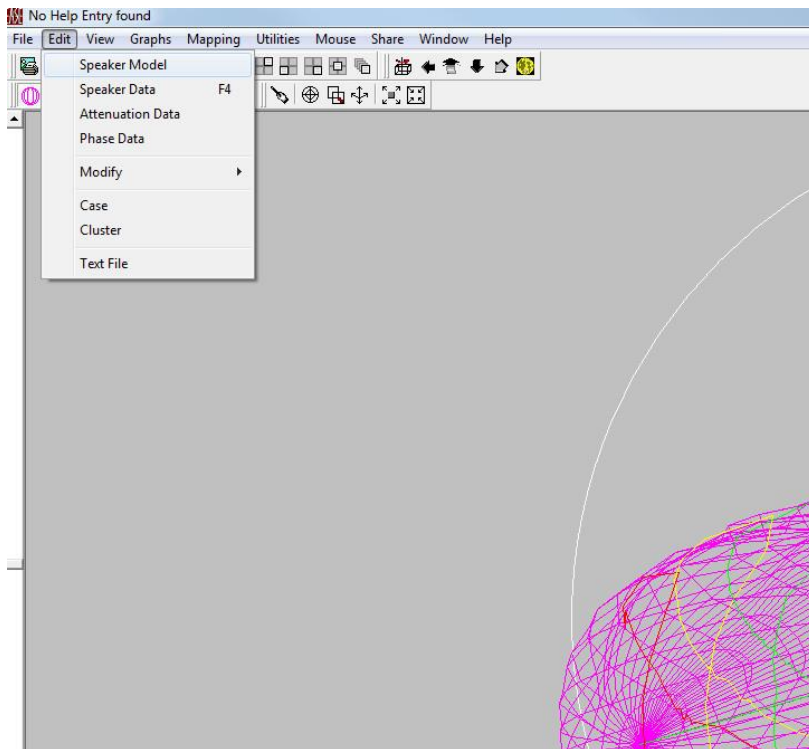 No Help Entry found
File Edit View Graphs Mapping Utilities Mouse Share Window Help
Speaker Model
Speaker Data F4
Attenuation Data
Phase Data
Modify
Case
Cluster
Text File